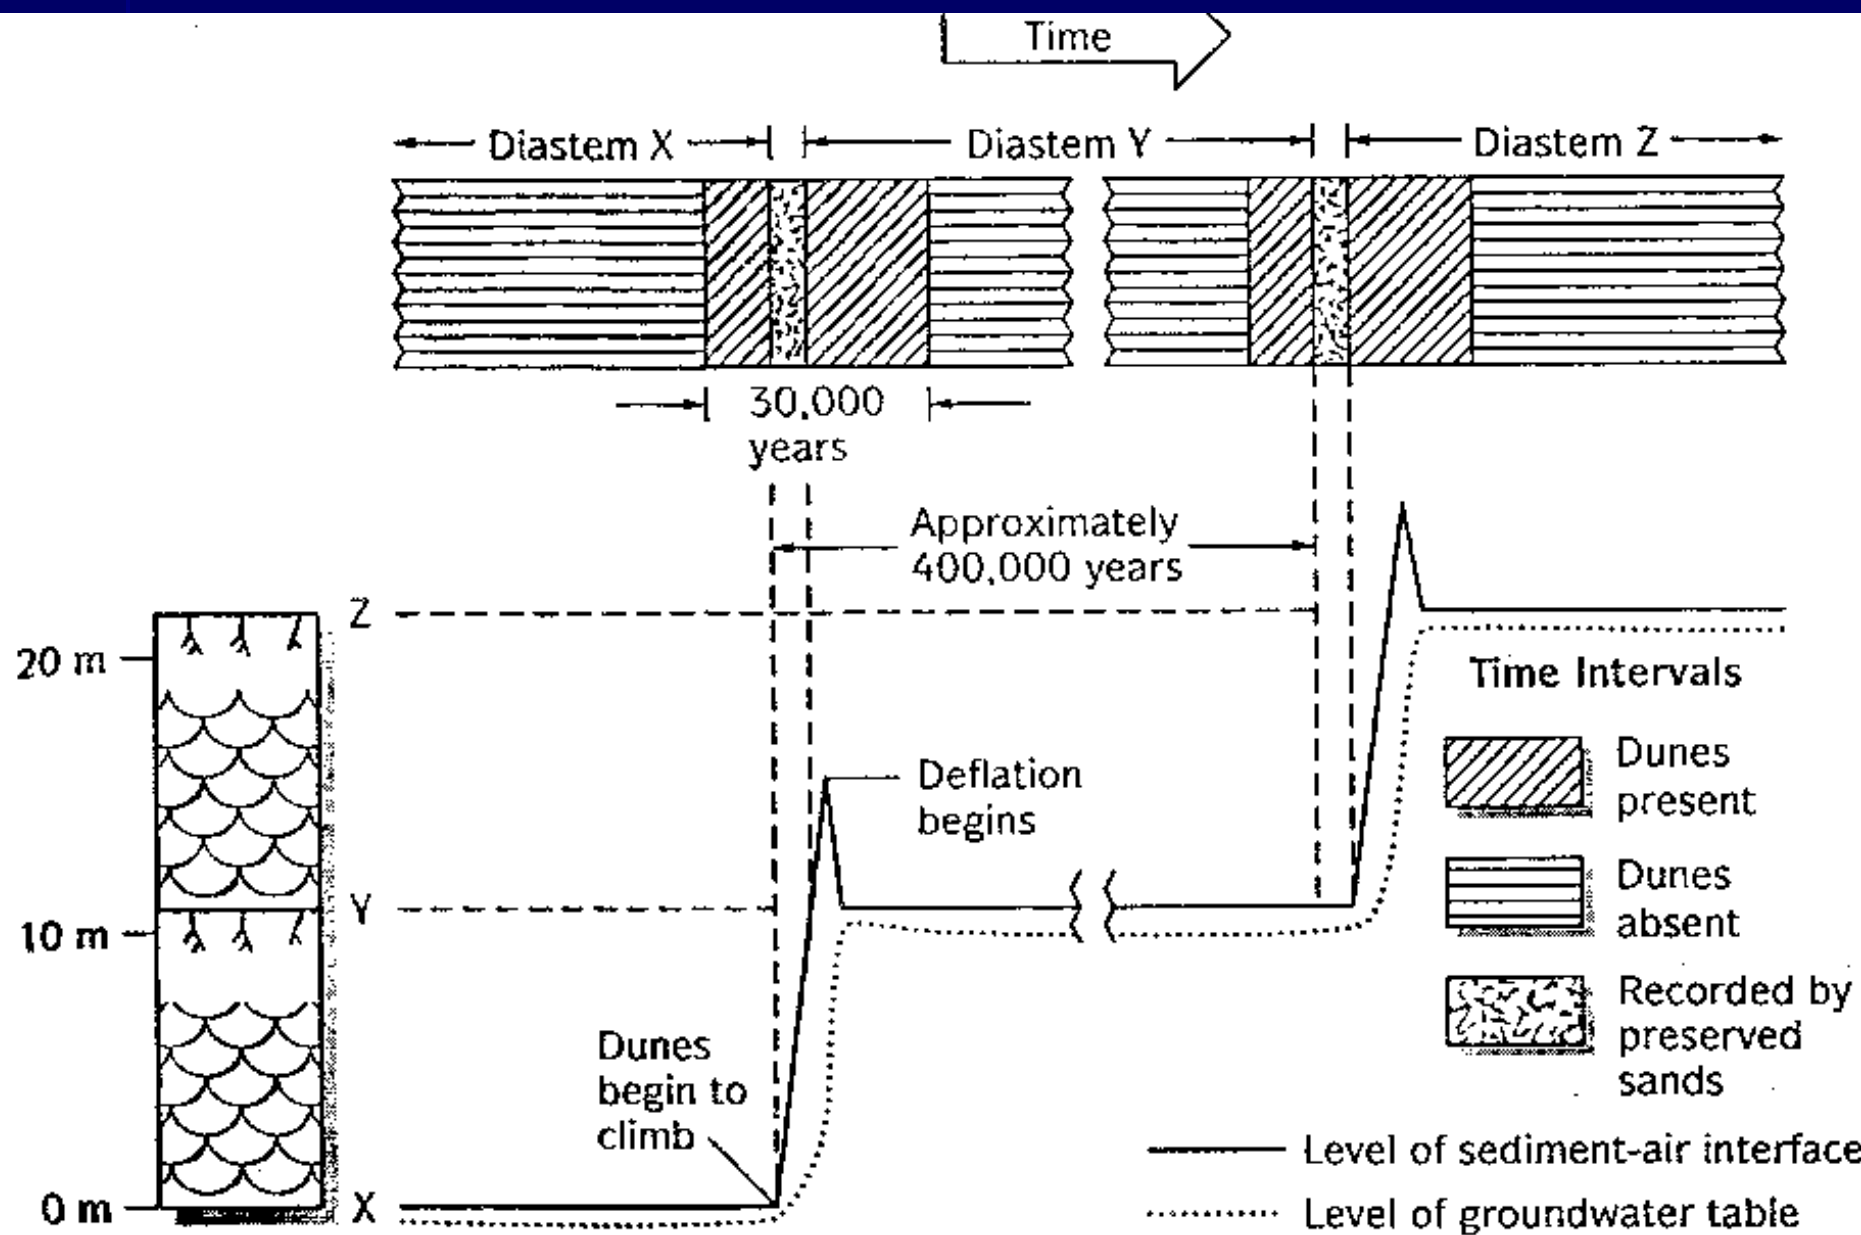 Time
Diastem X
Diastem Y
Diastem Z
30,000
years
Approximately
400,000 years
Z
20 m
Time Intervals
Dunes
present
Deflation
begins
Dunes
absent
Y
10 m
Recorded by
preserved
sands
Dunes
begin to
climb
Level of sediment-air interface
0 m
X
Level of groundwater table